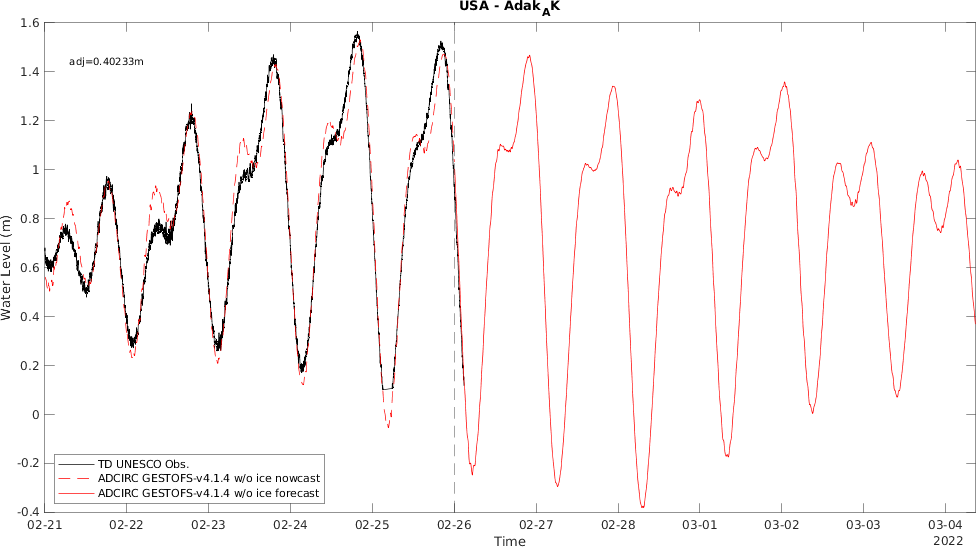 USA - Adak_AK
adj=0.40233m
Water Level (m)
1.6
1.4
1.2
1
0.8
0.6
0.4
0.2
0
-0.2
-0.4
TD UNESCO Obs.
ADCIRC GESTOFS-v4.1.4 w/o ice nowcast
ADCIRC GESTOFS-v4.1.4 w/o ice forecast
02-21 02-22 02-23 02-24 02-25 02-26 02-27 02-28 03-01 03-02 03-03 03-04
Time
2022